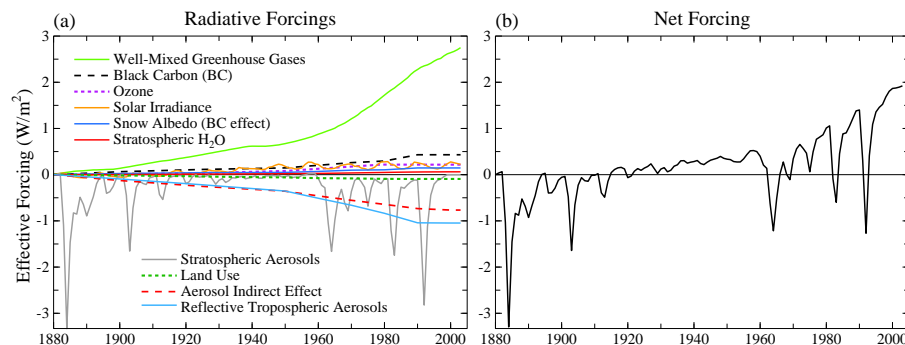 (a) Radiative Forcings
Effective Forcing (W/m²)
3
2
1
0
-1
-2
-3
Well-Mixed Greenhouse Gases
Black Carbon (BC)
Ozone
Solar Irradiance
Snow Albedo (BC effect)
Stratospheric H₂O
Stratospheric Aerosols
Land Use
Aerosol Indirect Effect
Reflective Tropospheric Aerosols
1880 1900 1920 1940 1960 1980 2000
(b) Net Forcing
3
2
1
0
-1
-2
-3
1880 1900 1920 1940 1960 1980 2000